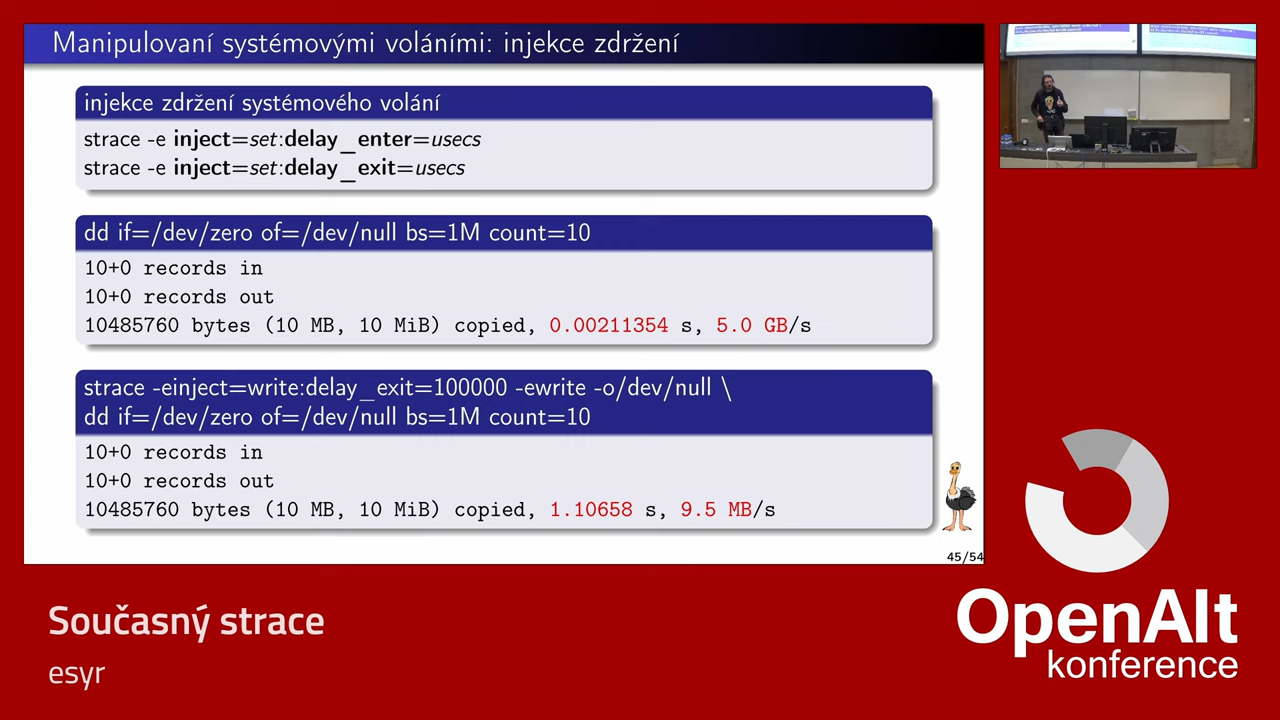 Manipulovaní systémovými voláními: injekce zdržení
injekce zdržení systémového volání
strace -e inject=set:delay_enter=usecs
strace -e inject=set:delay_exit=usecs
dd if=/dev/zero of=/dev/null bs=1M count=10
10+0 records in
10+0 records out
10485760 bytes (10 MB, 10 MiB) copied, 0.00211354 s, 5.0 GB/s
strace -einject=write:delay_exit=100000 -ewrite -o/dev/null \
dd if=/dev/zero of=/dev/null bs=1M count=10
10+0 records in
10+0 records out
10485760 bytes (10 MB, 10 MiB) copied, 1.10658 s, 9.5 MB/s
45/54
Současný strace
esyr
OpenAlt
konference